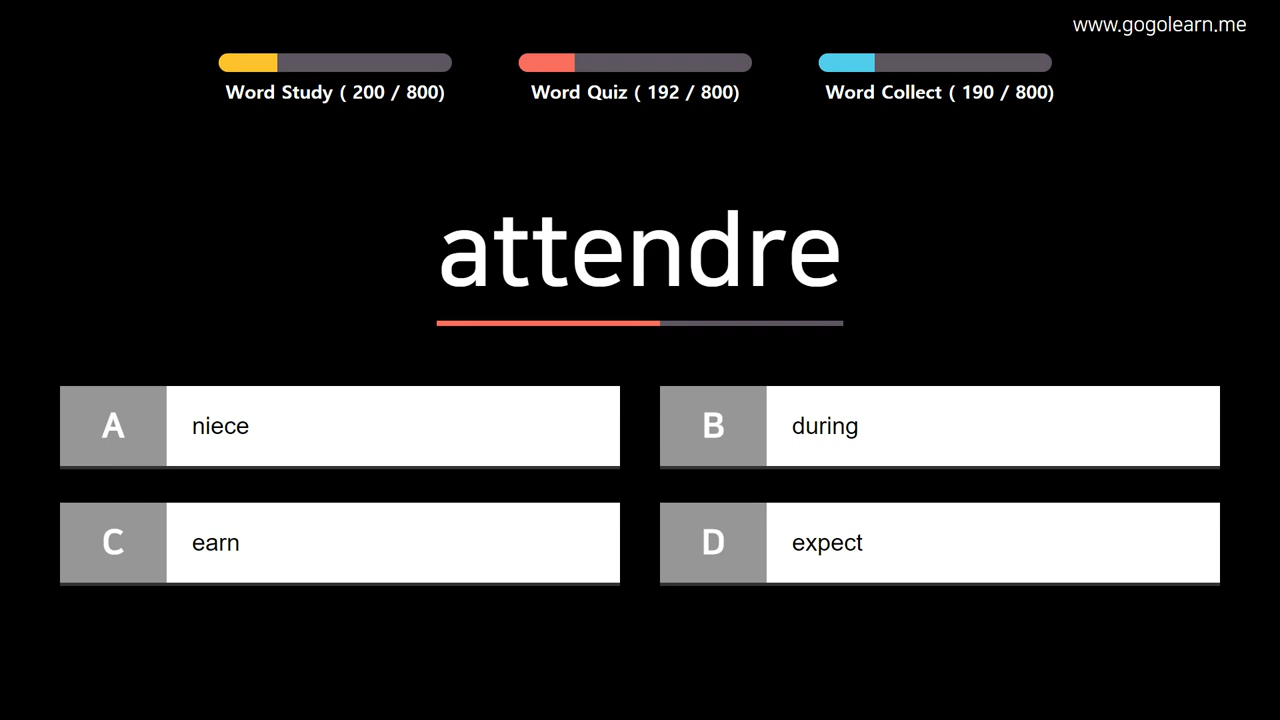 www.gogolearn.me
Word Study ( 200 / 800)
Word Quiz ( 192 / 800)
Word Collect ( 190 / 800)
attendre
A niece
B during
C earn
D expect